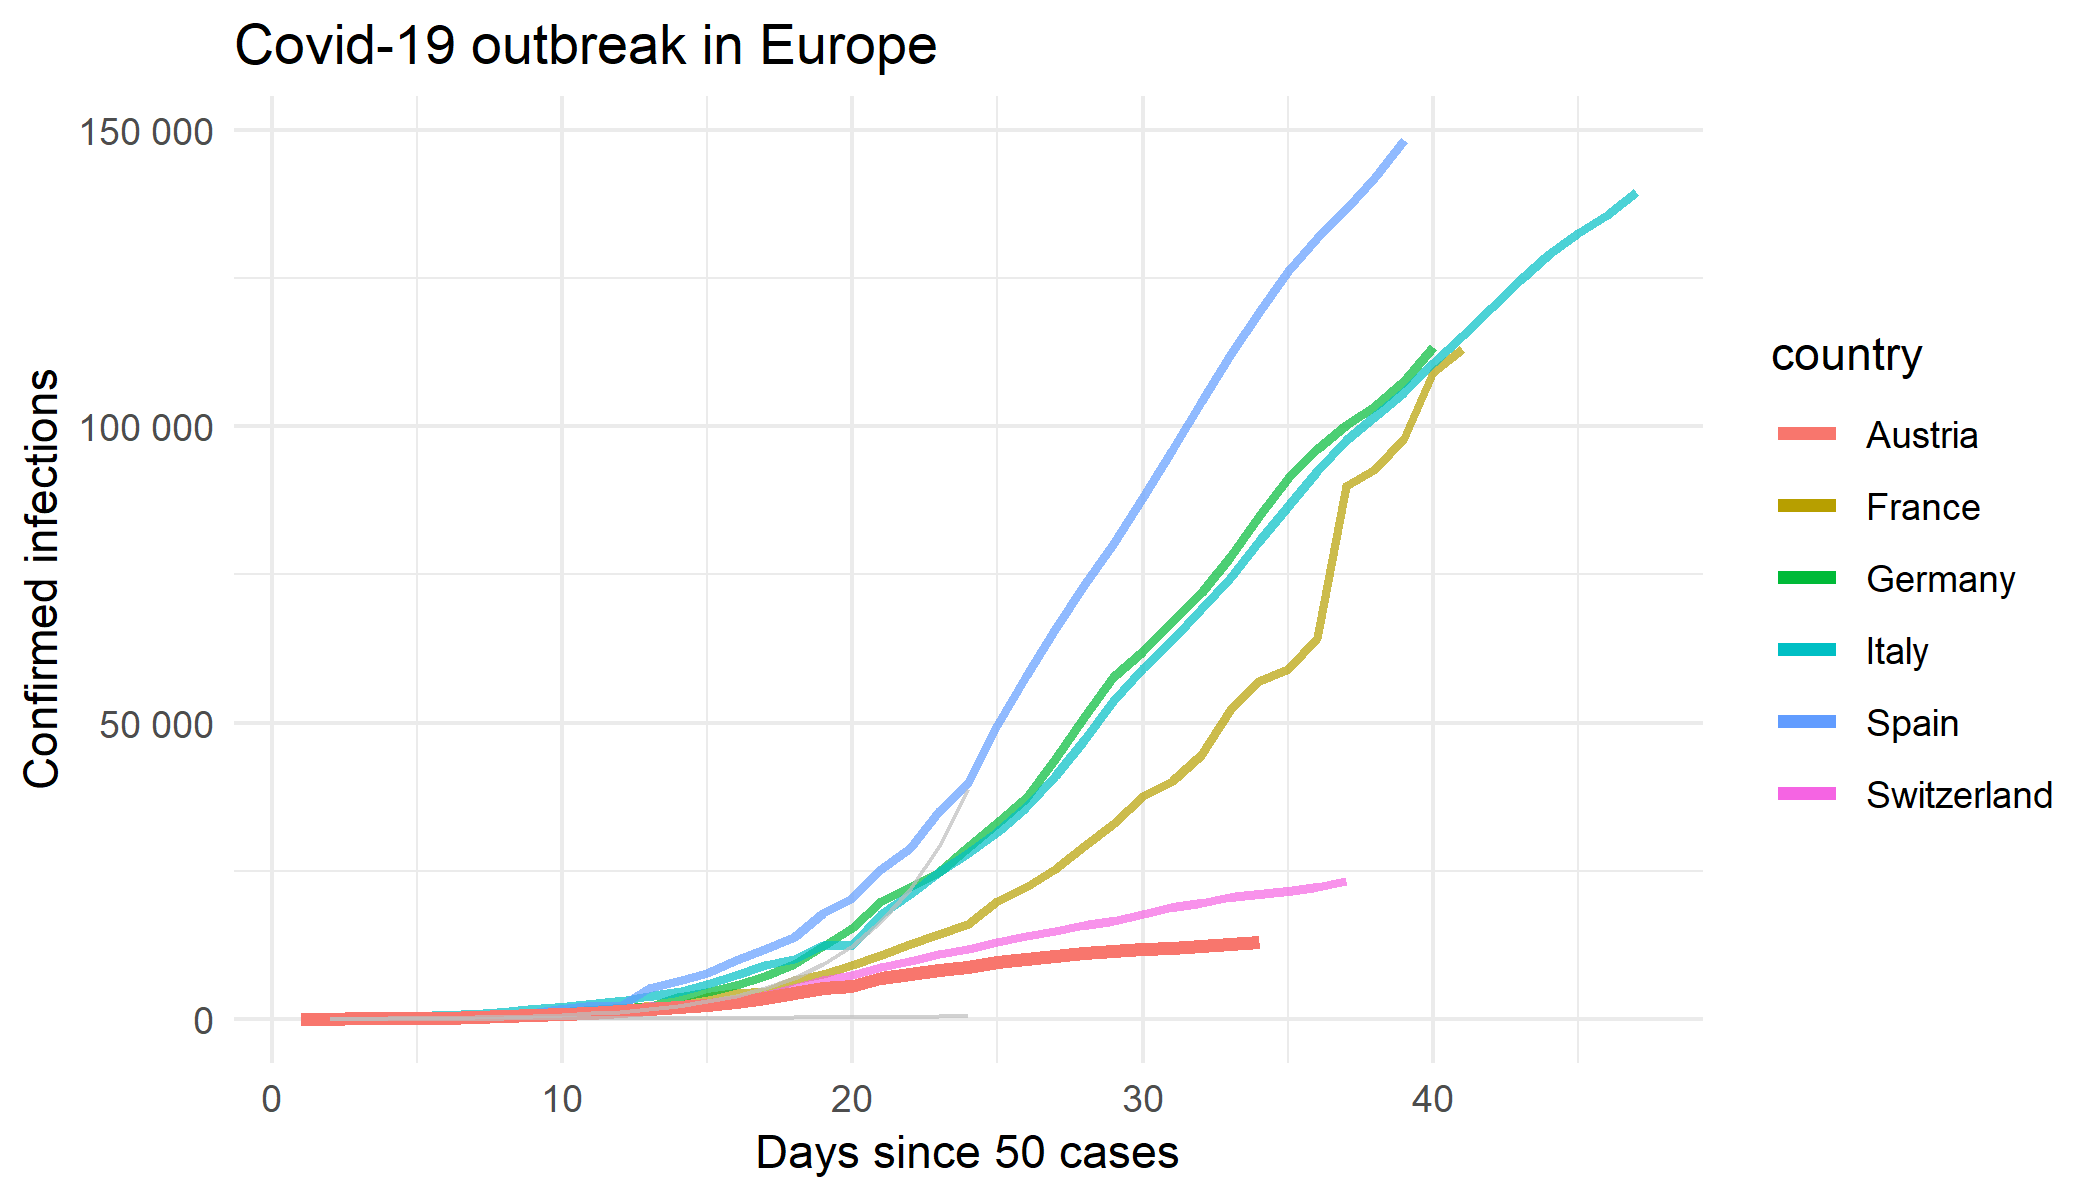 Covid-19 outbreak in Europe
150 000
100 000
50 000
0
Confirmed infections
0 10 20 30 40
Days since 50 cases
country
Austria
France
Germany
Italy
Spain
Switzerland